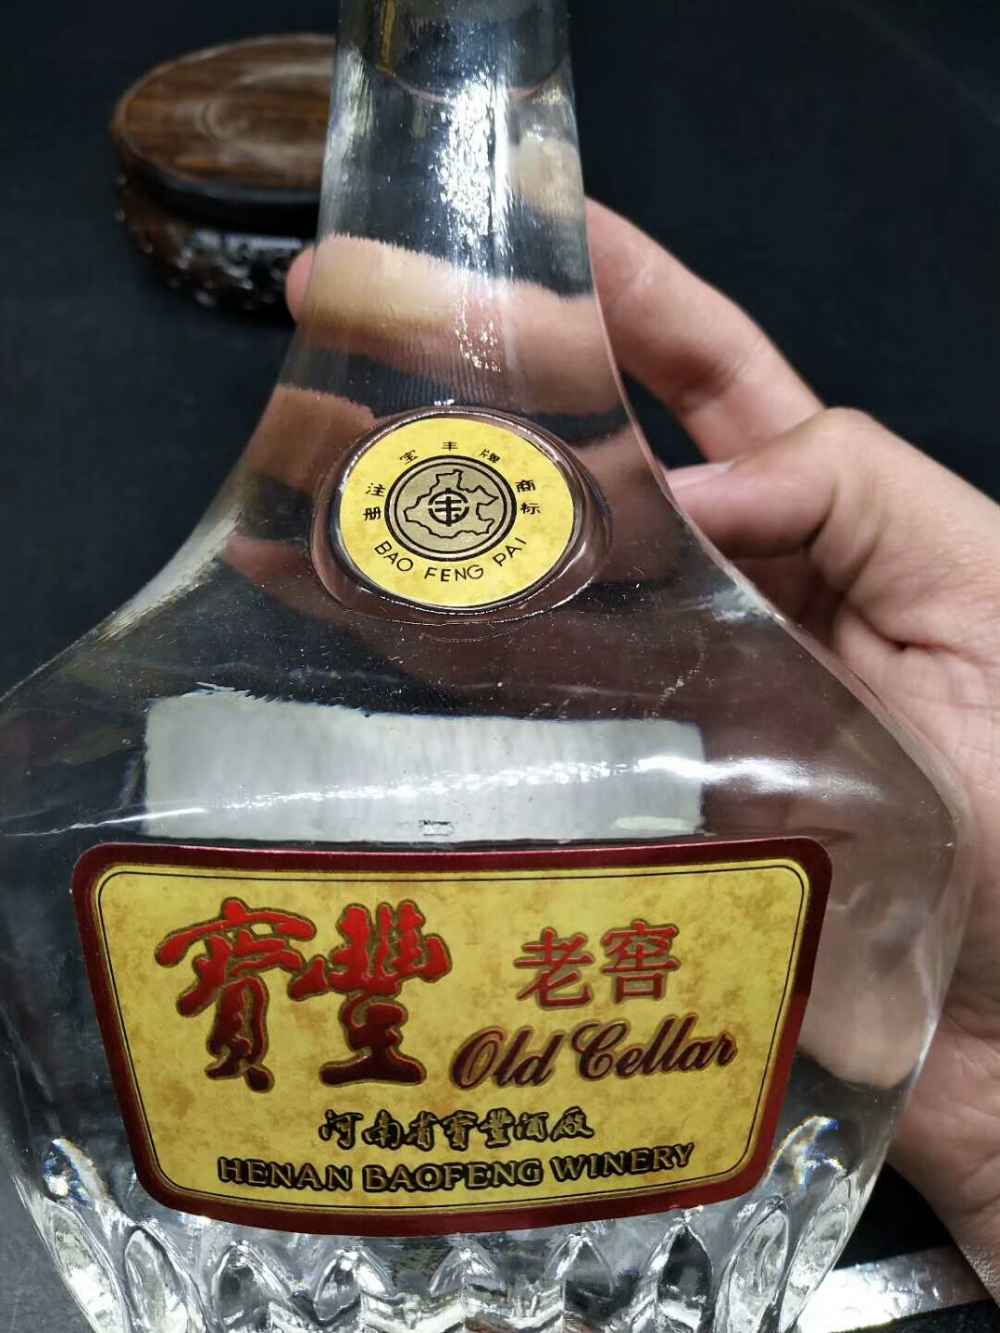 宝丰牌
注册 商标
BAO FENG PAI
寶豐 老窖
Old Cellar
河南省寶豐酒廠
HENAN BAOFENG WINERY